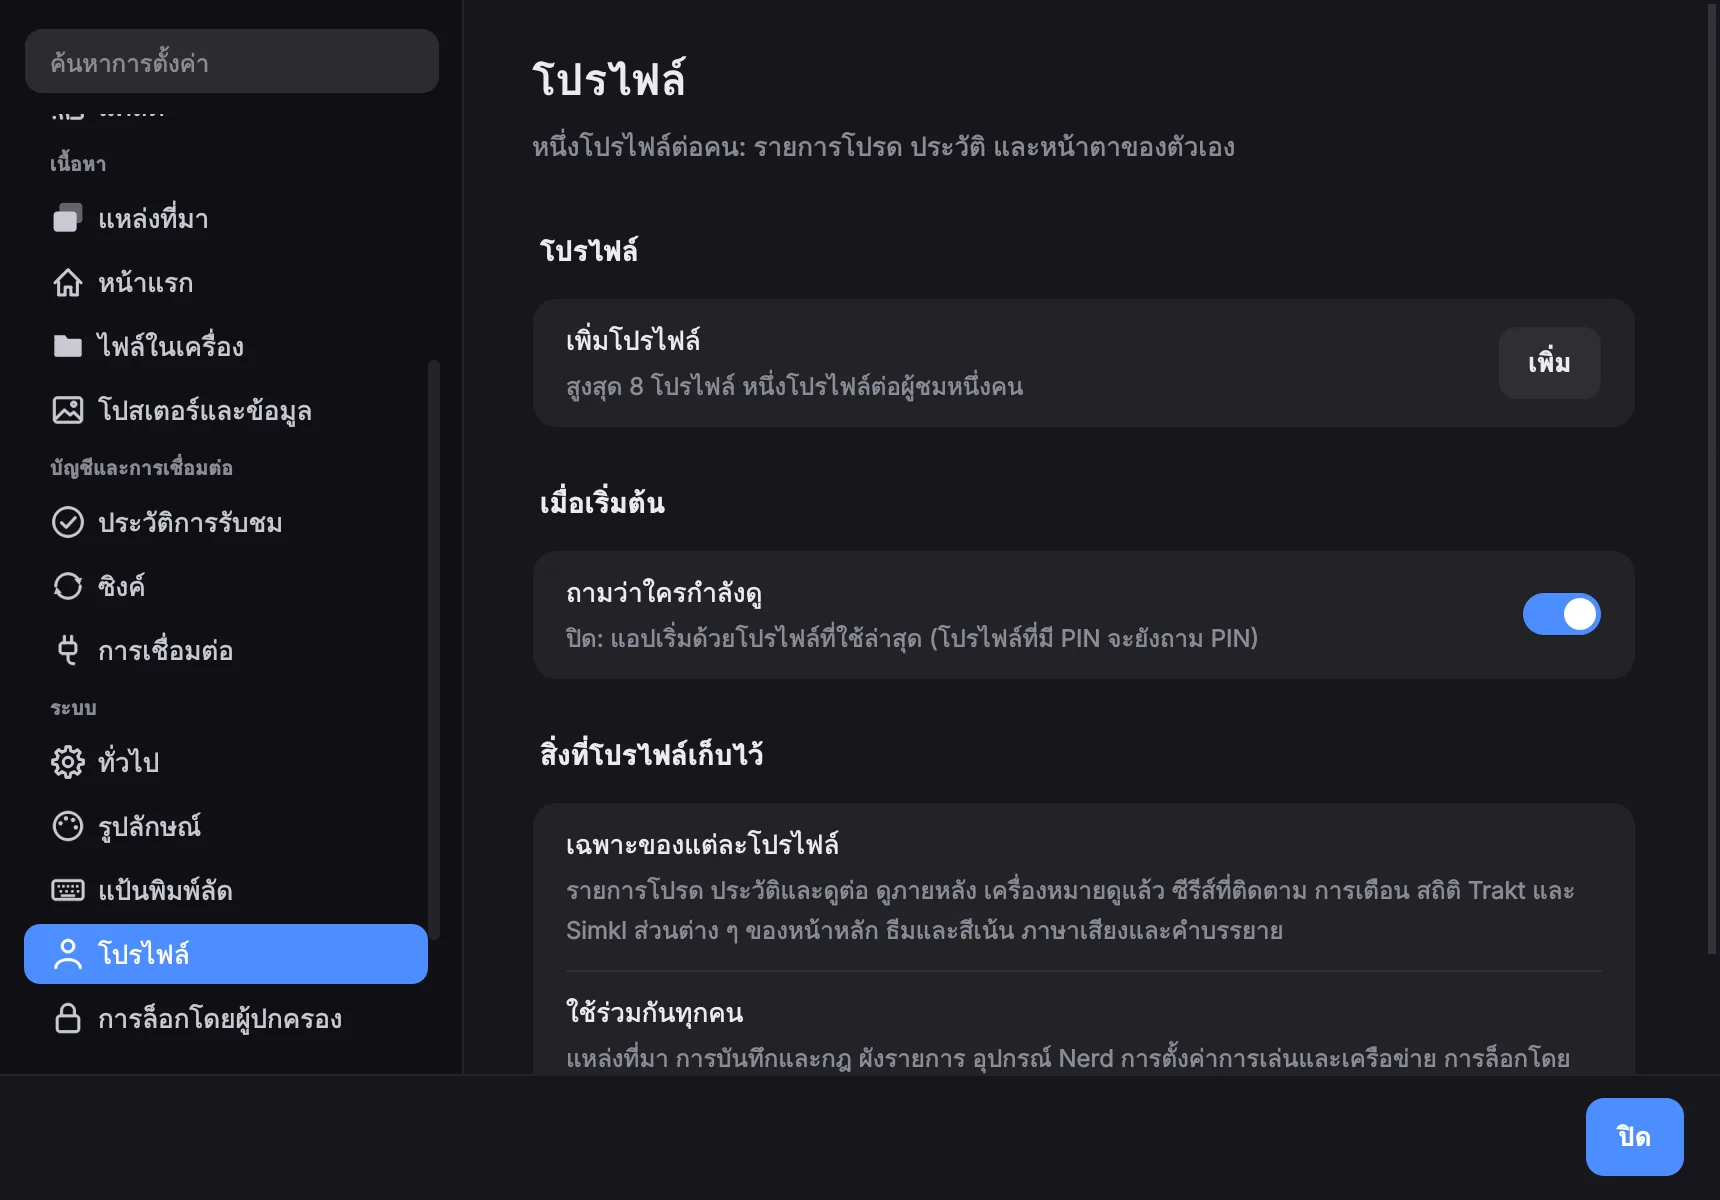 ค้นหาการตั้งค่า
เนื้อหา
แหล่งที่มา
หน้าแรก
ไฟล์ในเครื่อง
โปสเตอร์และข้อมูล
บัญชีและการเชื่อมต่อ
ประวัติการรับชม
ซิงค์
การเชื่อมต่อ
ระบบ
ทั่วไป
รูปลักษณ์
แป้นพิมพ์ลัด
โปรไฟล์
การล็อกโดยผู้ปกครอง
โปรไฟล์
หนึ่งโปรไฟล์ต่อคน: รายการโปรด ประวัติ และหน้าตาของตัวเอง
โปรไฟล์
เพิ่มโปรไฟล์
สูงสุด 8 โปรไฟล์ หนึ่งโปรไฟล์ต่อผู้ชมหนึ่งคน
เพิ่ม
เมื่อเริ่มต้น
ถามว่าใครกำลังดู
ปิด: แอปเริ่มด้วยโปรไฟล์ที่ใช้ล่าสุด (โปรไฟล์ที่มี PIN จะยังถาม PIN)
สิ่งที่โปรไฟล์เก็บไว้
เฉพาะของแต่ละโปรไฟล์
รายการโปรด ประวัติและดูต่อ ดูภายหลัง เครื่องหมายดูแล้ว ซีรีส์ที่ติดตาม การเตือน สถิติ Trakt และ
Simkl ส่วนต่าง ๆ ของหน้าหลัก ธีมและสีเน้น ภาษาเสียงและคำบรรยาย
ใช้ร่วมกันทุกคน
แหล่งที่มา การบันทึกและกฎ ผังรายการ อุปกรณ์ Nerd การตั้งค่าการเล่นและเครือข่าย การล็อกโดย
ปิด